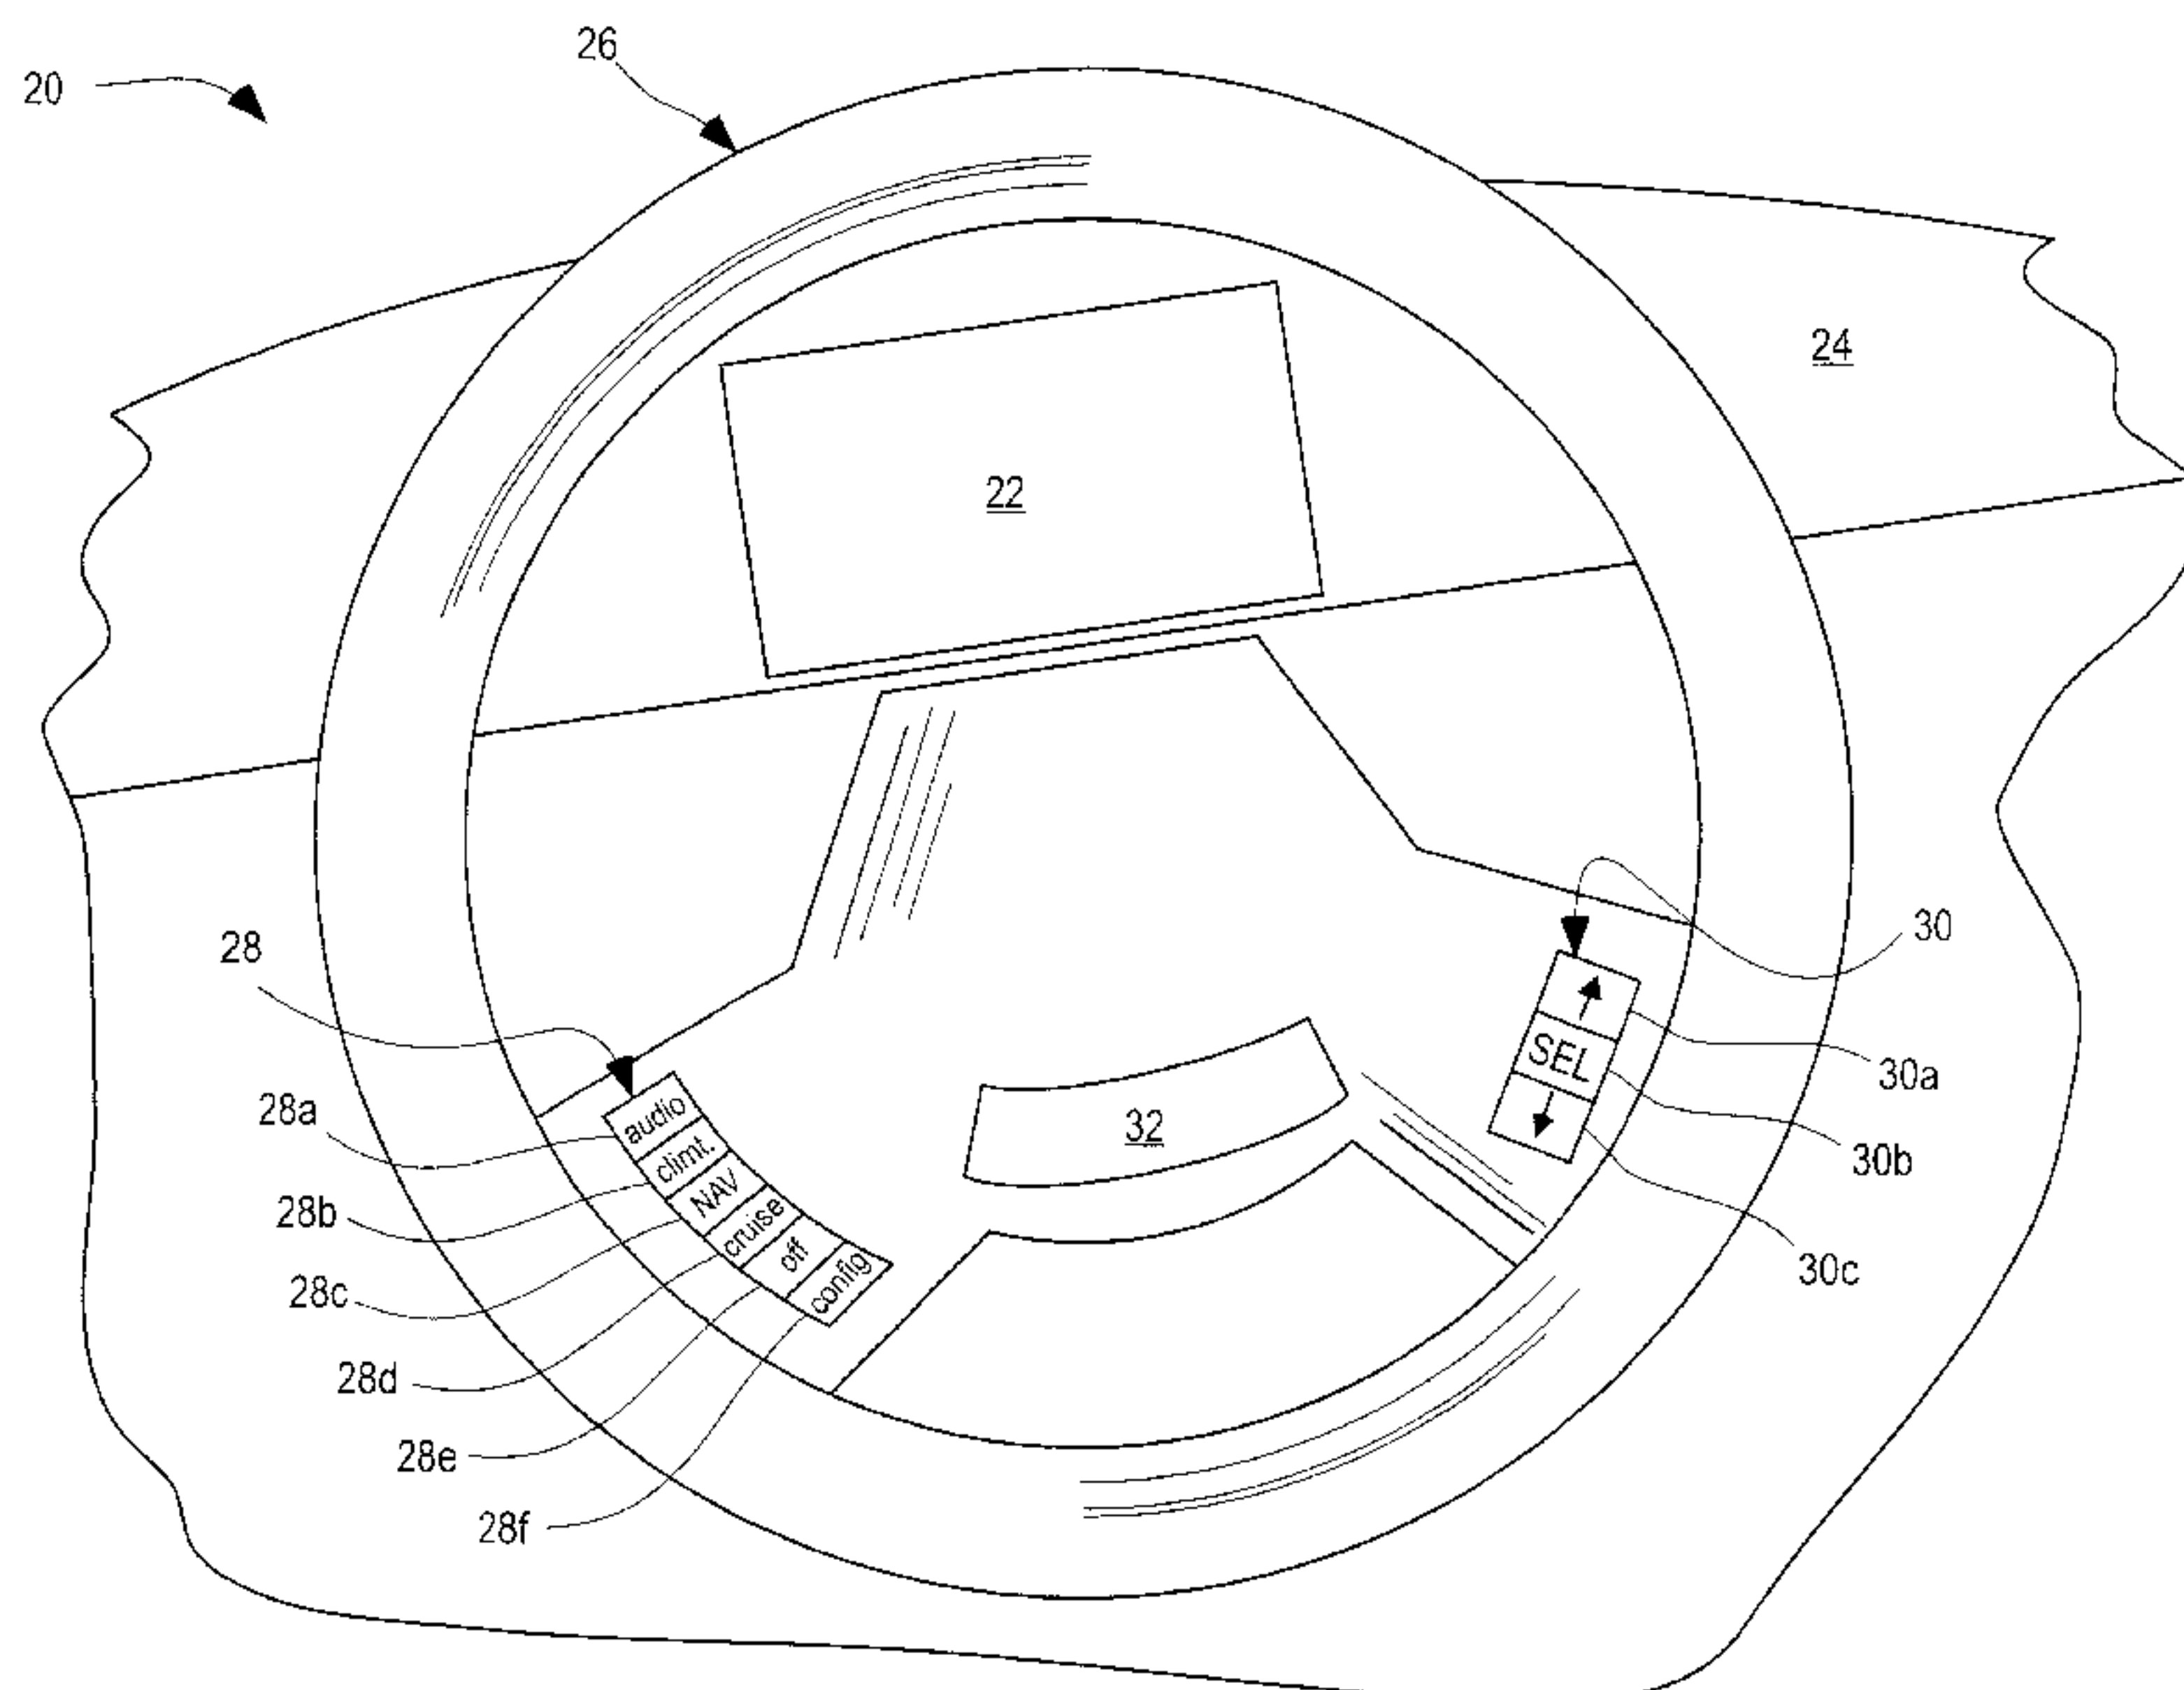 26
20
24
22
28
30
audio
SEL
30a
28a
climt.
32
30b
NAV
28b
cruise
off
config
30c
28c
28d
28e
28f